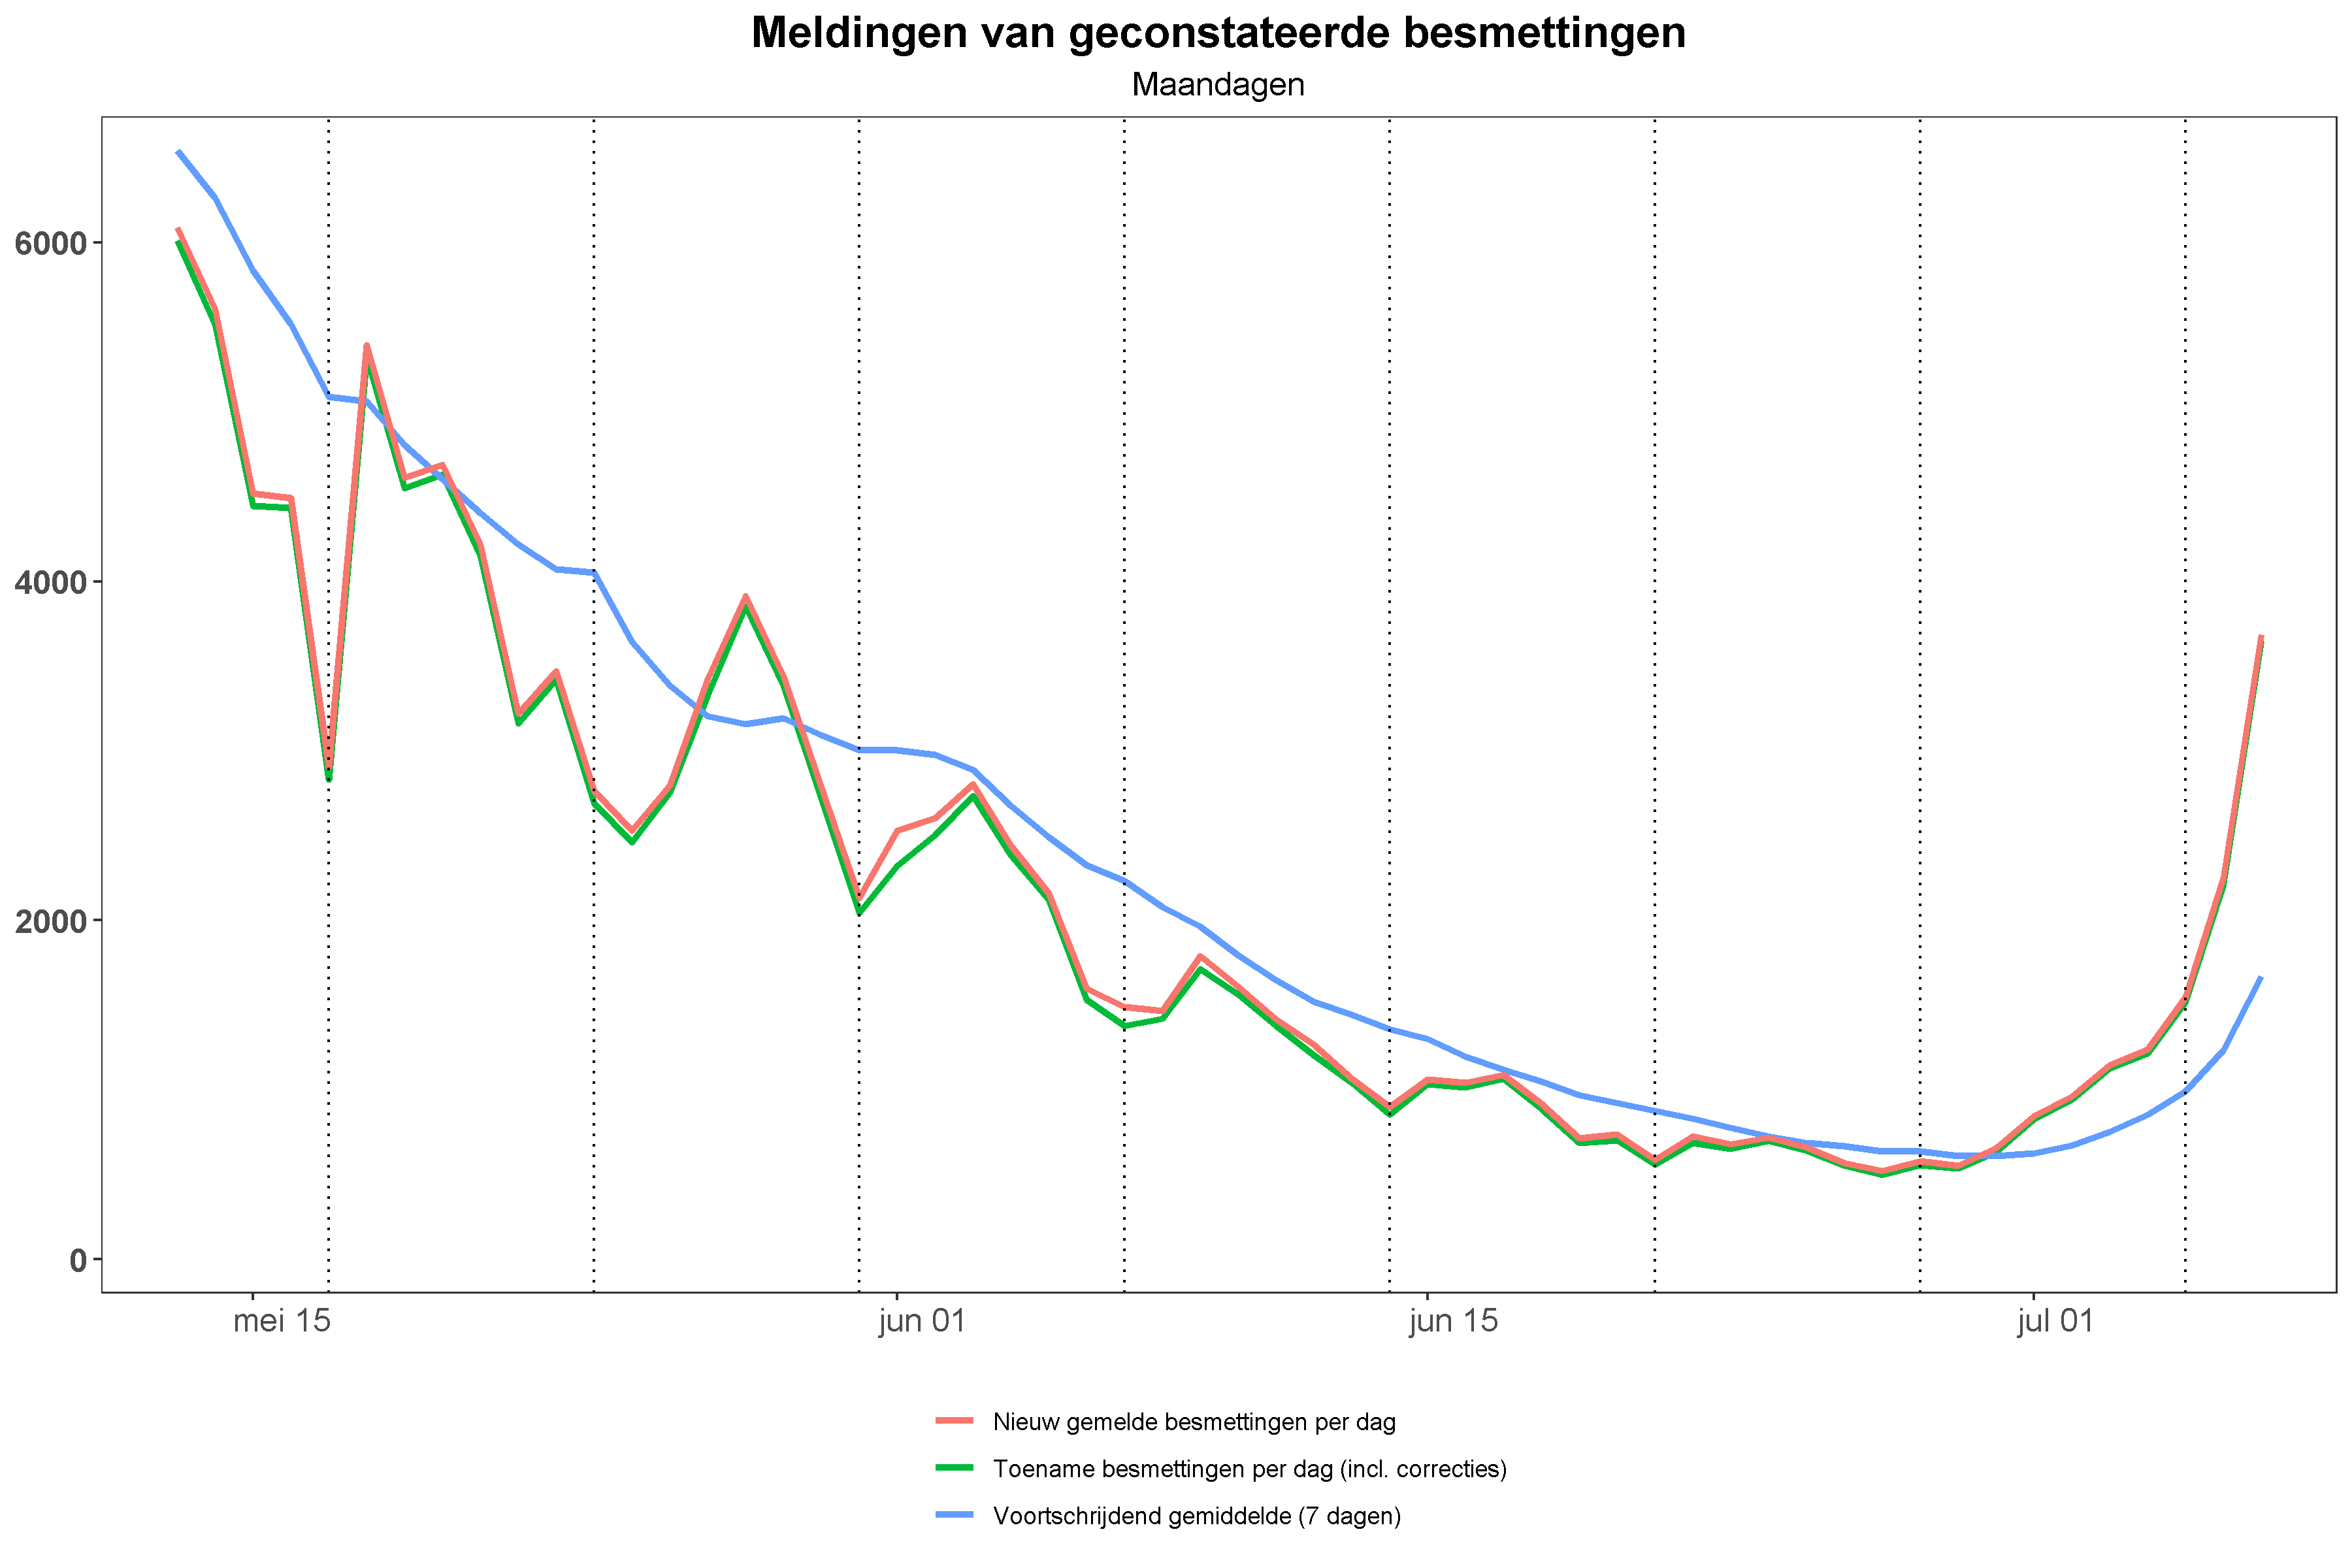 Meldingen van geconstateerde besmettingen
Maandagen
6000
4000
2000
0
mei 15
jun 01
jun 15
jul 01
Nieuw gemelde besmettingen per dag
Toename besmettingen per dag (incl. correcties)
Voortschrijdend gemiddelde (7 dagen)